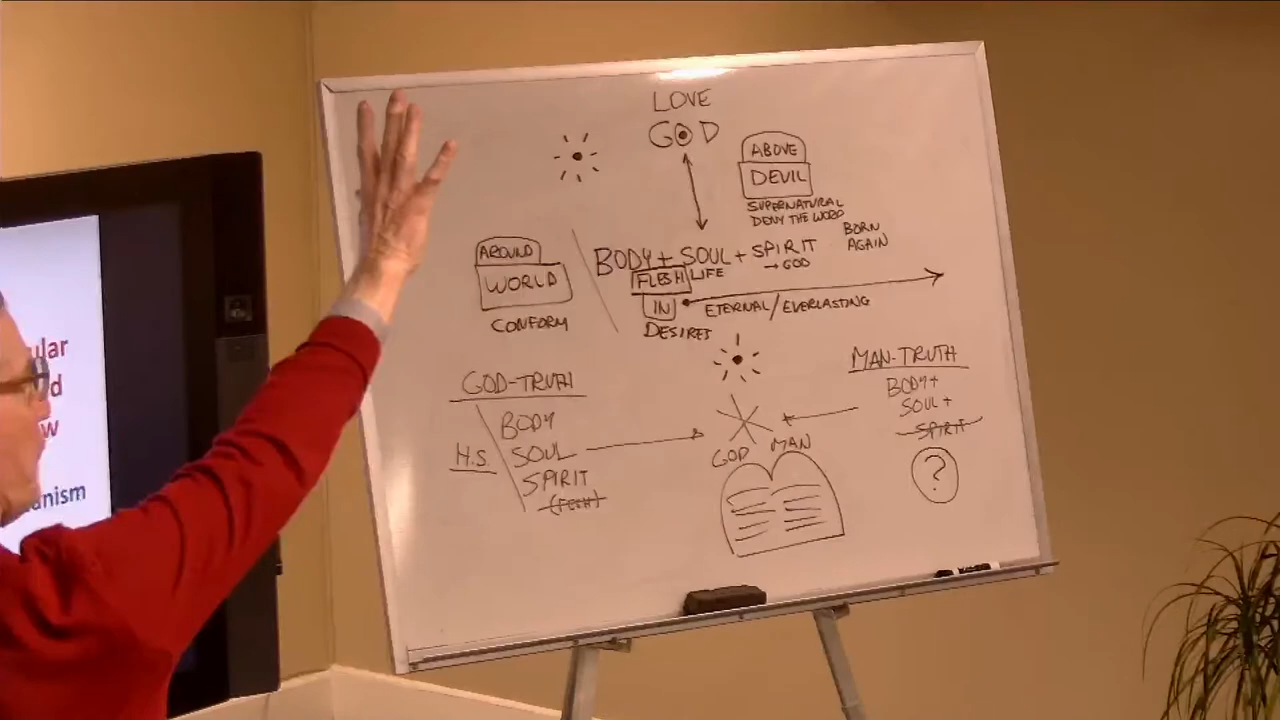 LOVE
GOD
ABOVE
DEVIL
SUPERNATURAL
DENY THE WORD
BORN
AGAIN
AROUND
WORLD
CONFORM
BODY + SOUL + SPIRIT
FLESH
LIFE
→ GOD
IN
ETERNAL/EVERLASTING
DESIRES
GOD-TRUTH
BODY
H.S.
SOUL
SPIRIT
(FLESH)
GOD MAN
MAN-TRUTH
BODY+
SOUL+
SPIRIT
?
ular
d
w
anism